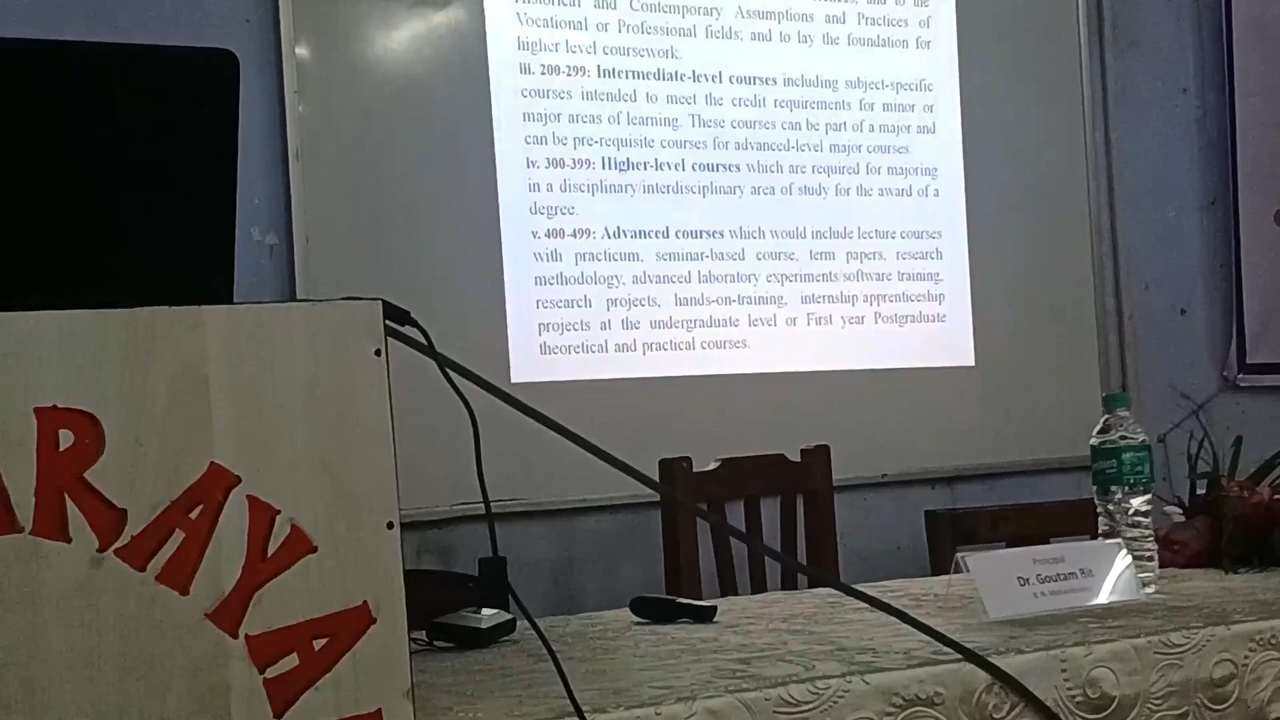 Historical and Contemporary Assumptions and Practices of
Vocational or Professional fields; and to lay the foundation for
higher level coursework.
iii. 200-299: Intermediate-level courses including subject-specific
courses intended to meet the credit requirements for minor or
major areas of learning. These courses can be part of a major and
can be pre-requisite courses for advanced-level major courses.
iv. 300-399: Higher-level courses which are required for majoring
in a disciplinary/interdisciplinary area of study for the award of a
degree.
v. 400-499: Advanced courses which would include lecture courses
with practicum, seminar-based course, term papers, research
methodology, advanced laboratory experiments/software training,
research projects, hands-on-training, internship/apprenticeship
projects at the undergraduate level or First year Postgraduate
theoretical and practical courses.
RAYA
Principal
Dr. Goutam Bit